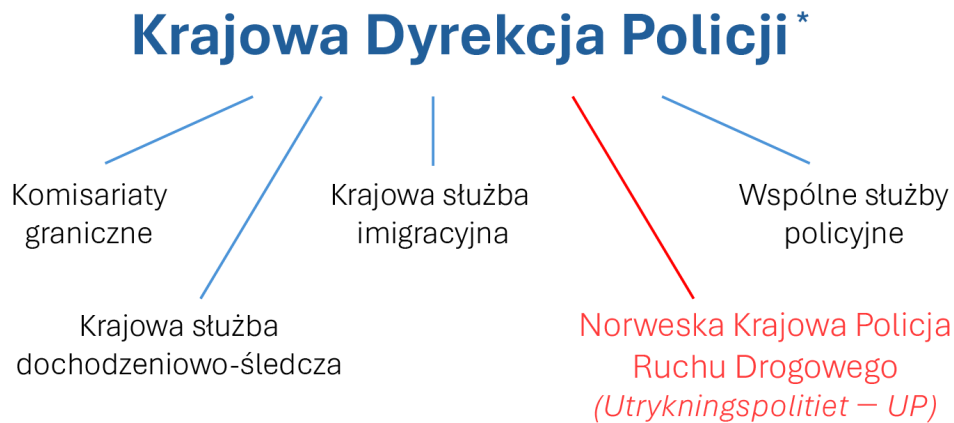 Krajowa Dyrekcja Policji*
Komisariaty
graniczne
Krajowa służba
imigracyjna
Wspólne służby
policyjne
Krajowa służba
dochodzeniowo-śledcza
Norweska Krajowa Policja
Ruchu Drogowego
(Utrykningspolitiet — UP)